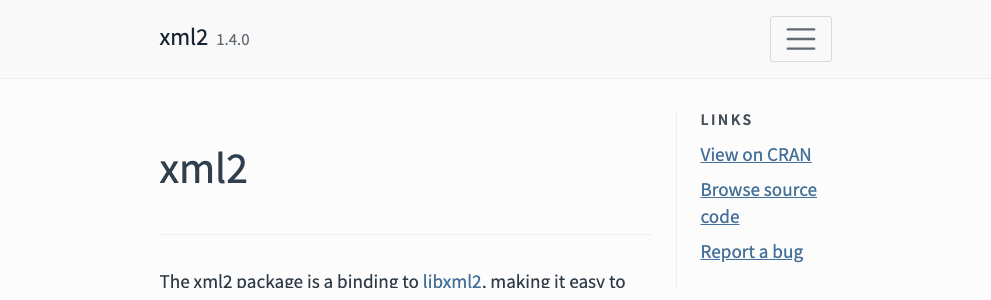 xml2 1.4.0
xml2
The xml2 package is a binding to libxml2, making it easy to
LINKS
View on CRAN
Browse source
code
Report a bug